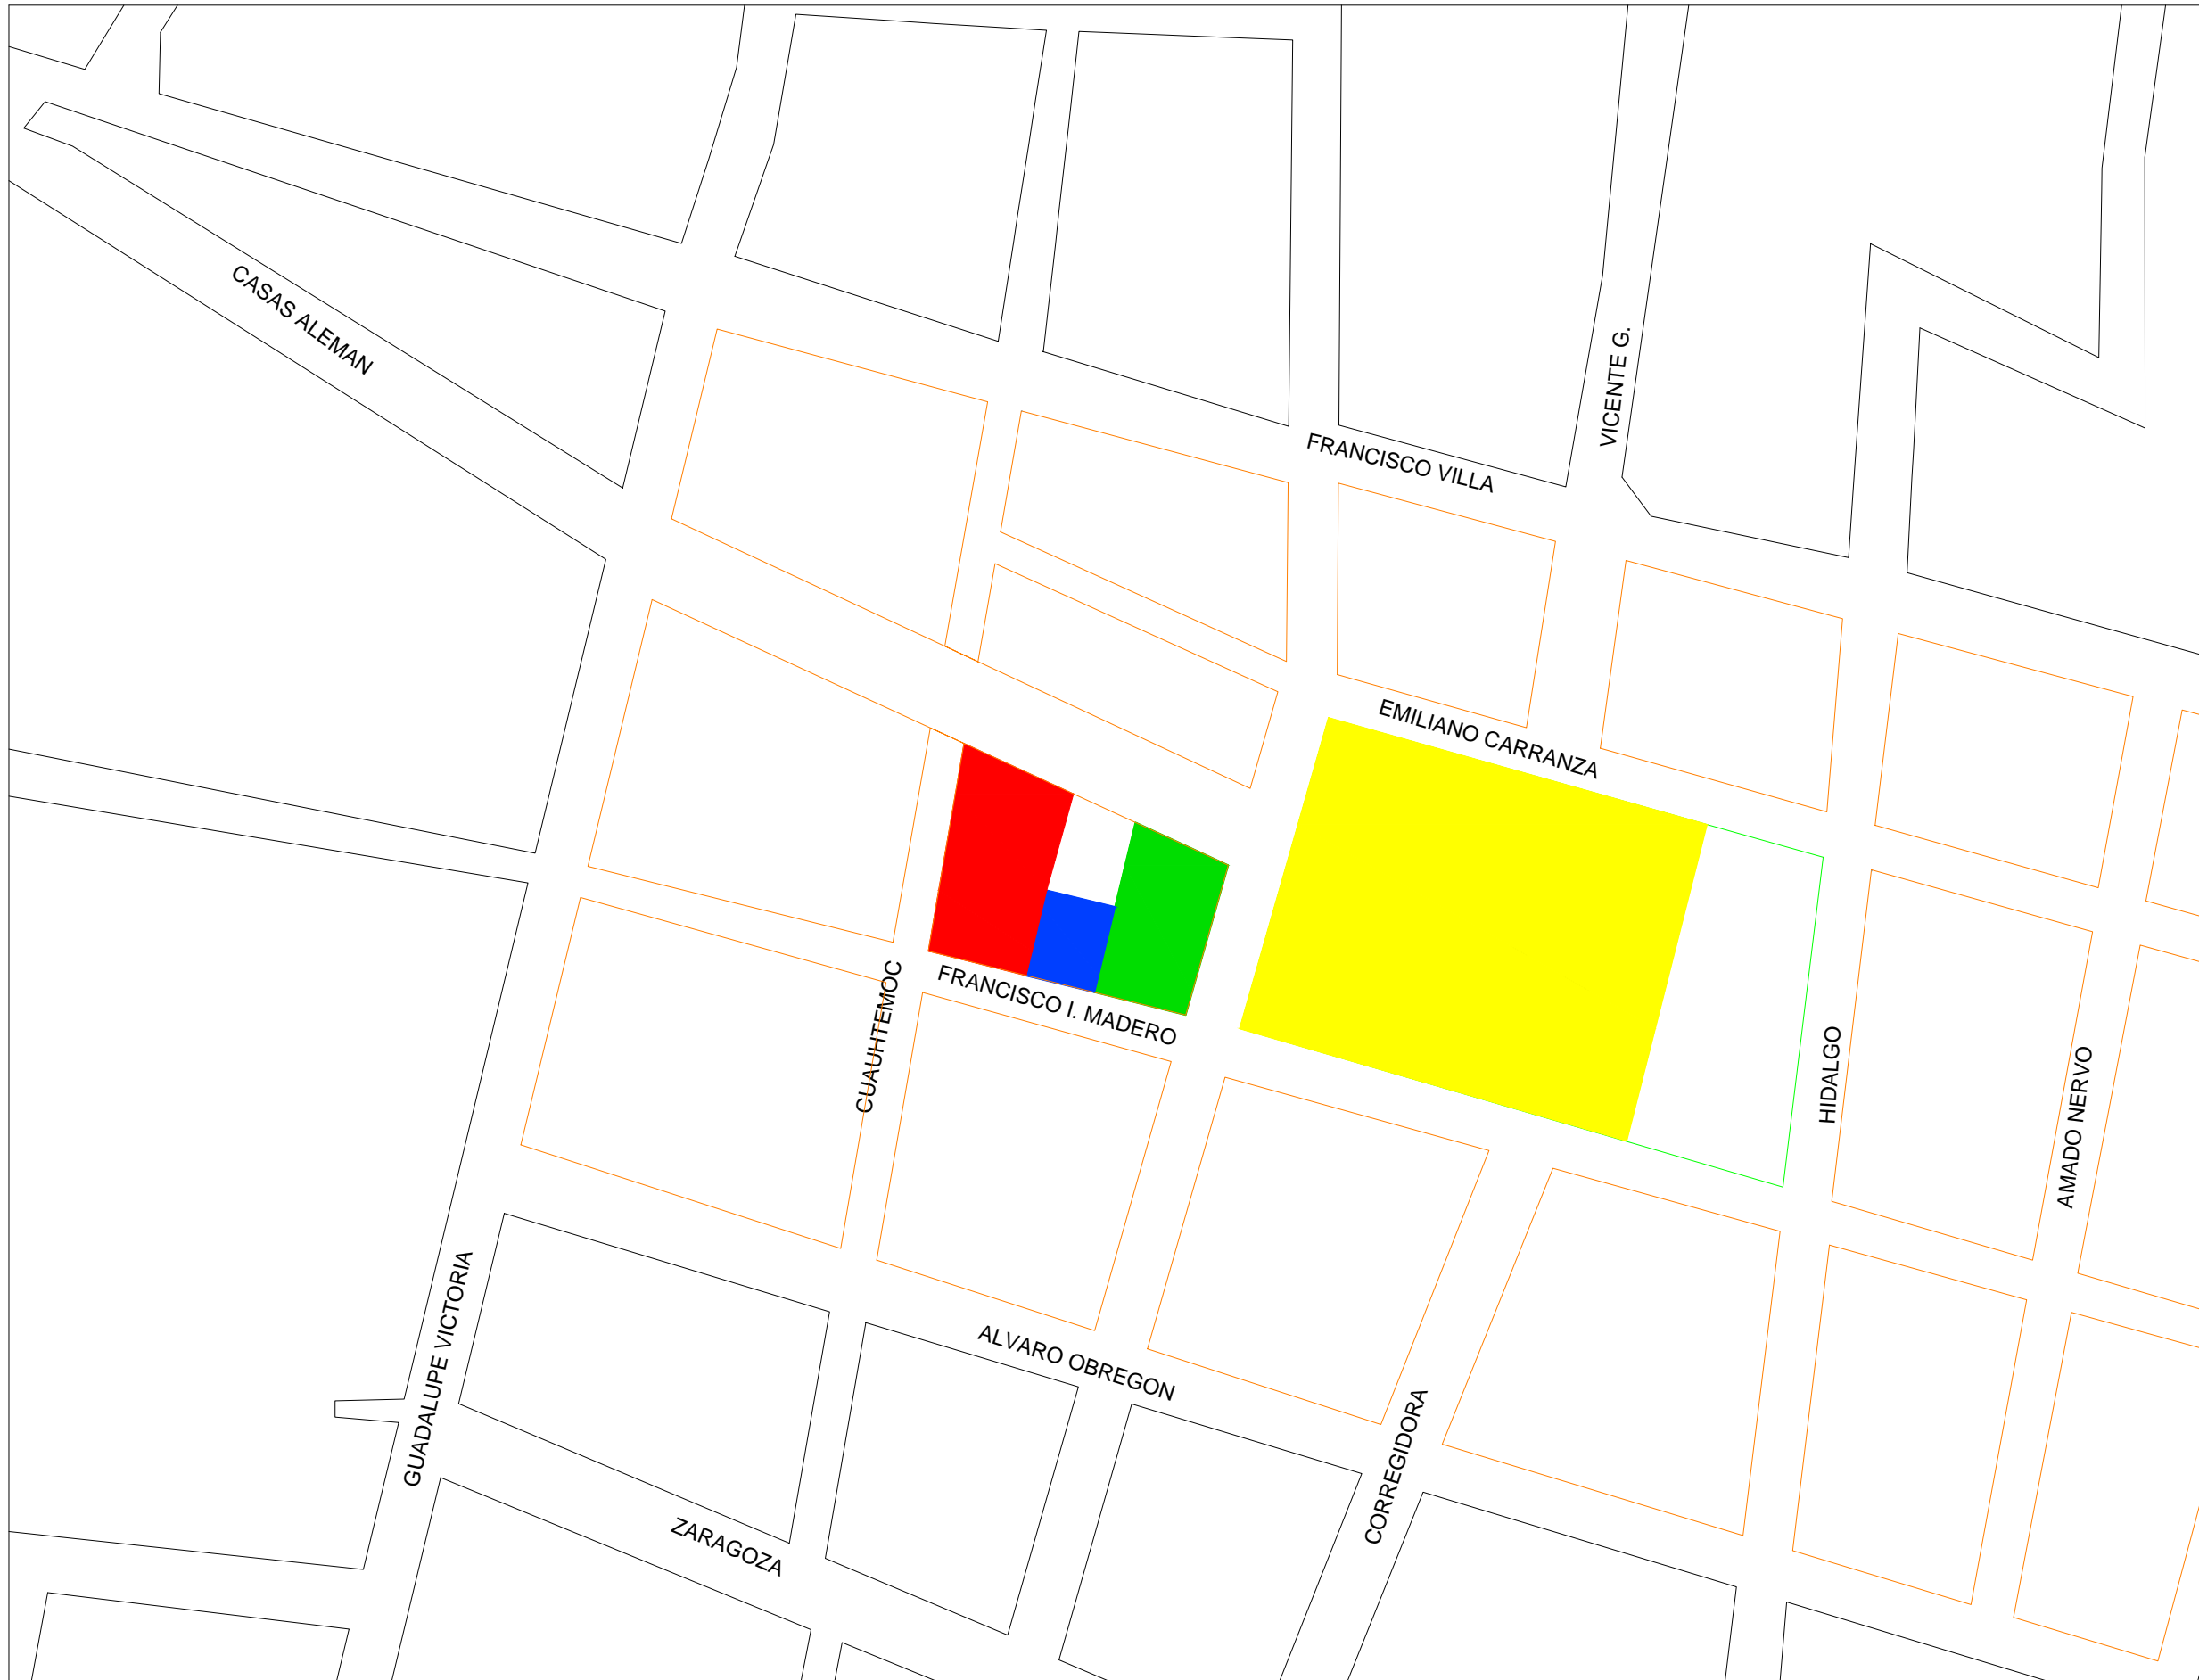 CASAS ALEMAN
VICENTE G.
FRANCISCO VILLA
EMILIANO CARRANZA
CUAUHTEMOC
FRANCISCO I. MADERO
HIDALGO
AMADO NERVO
GUADALUPE VICTORIA
ALVARO OBREGON
CORREGIDORA
ZARAGOZA